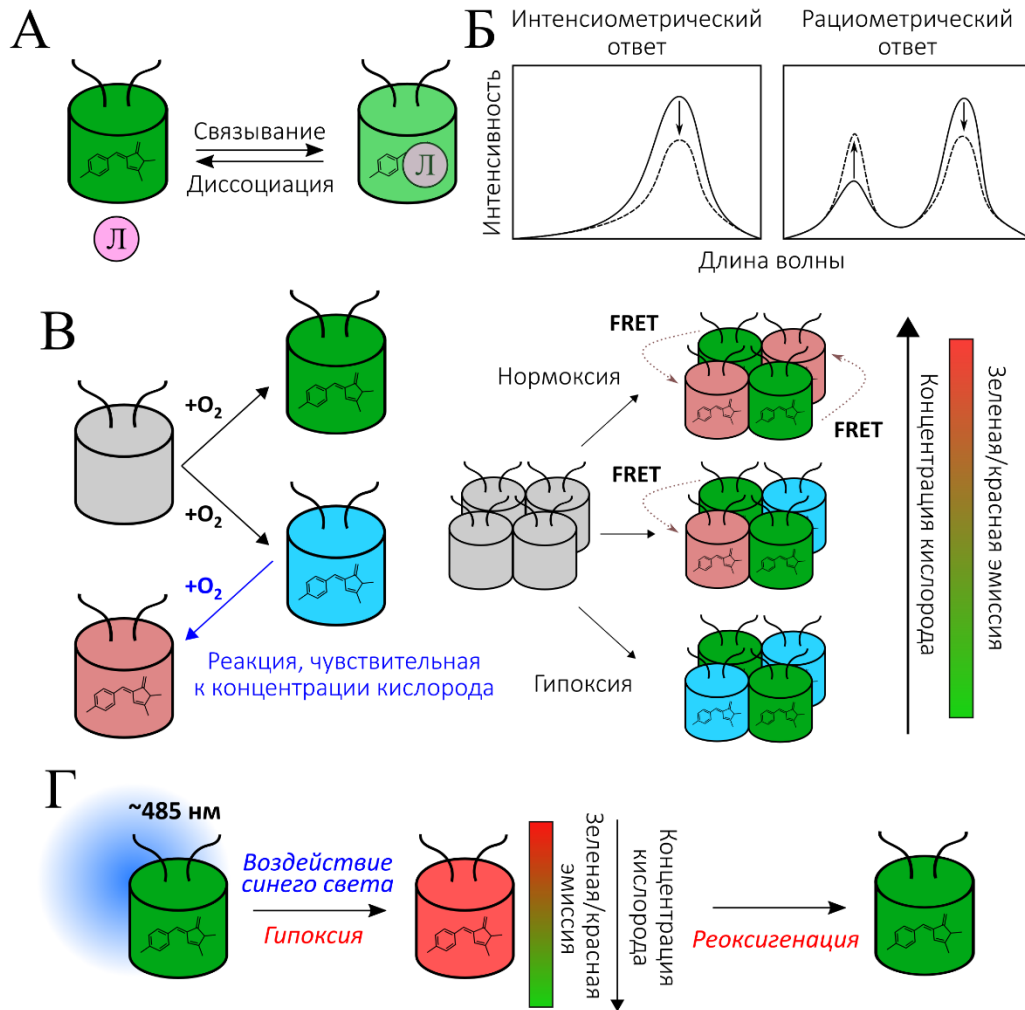 А
Связывание
Диссоциация
Л
Л
Б
Интенсиометрический
ответ
Рациометрический
ответ
Интенсивность
Длина волны
В
+O2
+O2
+O2
Реакция, чувствительная
к концентрации кислорода
Нормоксия
Гипоксия
FRET
FRET
FRET
Концентрация кислорода
Зеленая/красная эмиссия
Г
~485 нм
Воздействие
синего света
Гипоксия
Зеленая/красная
эмиссия
Концентрация
кислорода
Реоксигенация